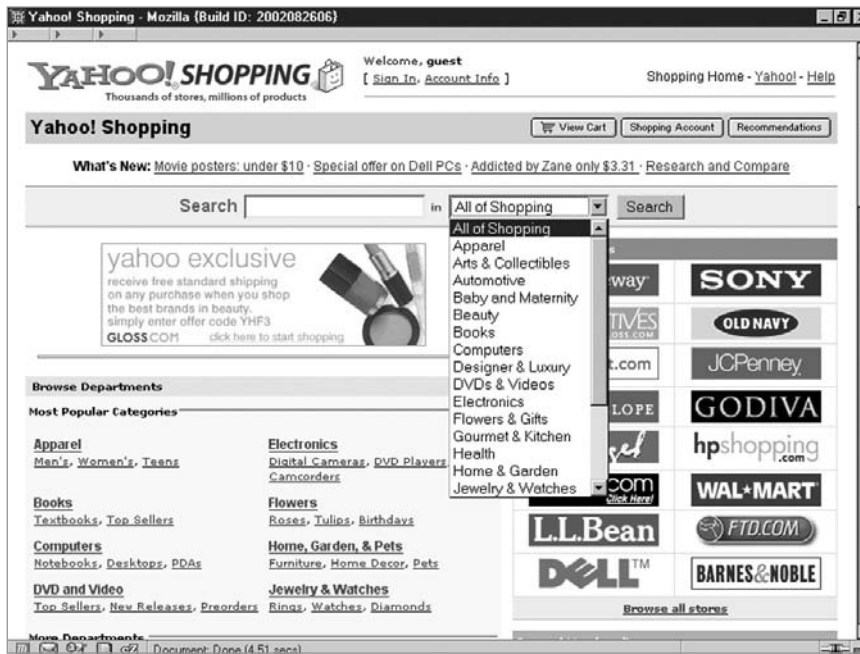 Yahoo! Shopping - Mozilla {Build ID: 2002082606}
YAHOO! SHOPPING
Thousands of stores, millions of products
Welcome, guest
[ Sign In, Account Info ]
Shopping Home - Yahoo! - Help
Yahoo! Shopping
View Cart
Shopping Account
Recommendations
What's New: Movie posters: under $10 · Special offer on Dell PCs · Addicted by Zane only $3.31 · Research and Compare
Search
in
All of Shopping
Search
All of Shopping
Apparel
Arts & Collectibles
Automotive
Baby and Maternity
Beauty
Books
Computers
Designer & Luxury
DVDs & Videos
Electronics
Flowers & Gifts
Gourmet & Kitchen
Health
Home & Garden
Jewelry & Watches
yahoo exclusive
receive free standard shipping
on any purchase when you shop
the best brands in beauty.
simply enter offer code YHF3
GLOSS.COM click here to start shopping
Browse Departments
Most Popular Categories
Apparel
Men's, Women's, Teens
Books
Textbooks, Top Sellers
Computers
Notebooks, Desktops, PDAs
DVD and Video
Top Sellers, New Releases, Preorders
Electronics
Digital Cameras, DVD Players
Camcorders
Flowers
Roses, Tulips, Birthdays
Home, Garden, & Pets
Furniture, Home Decor, Pets
Jewelry & Watches
Rings, Watches, Diamonds
More Departments
SONY
OLD NAVY
JCPenney
GODIVA
hpshopping.com
.com
Click Here!
WAL★MART
L.L.Bean
FTD.COM
DELL™
BARNES&NOBLE
Browse all stores
Document: Done (4.51 secs)